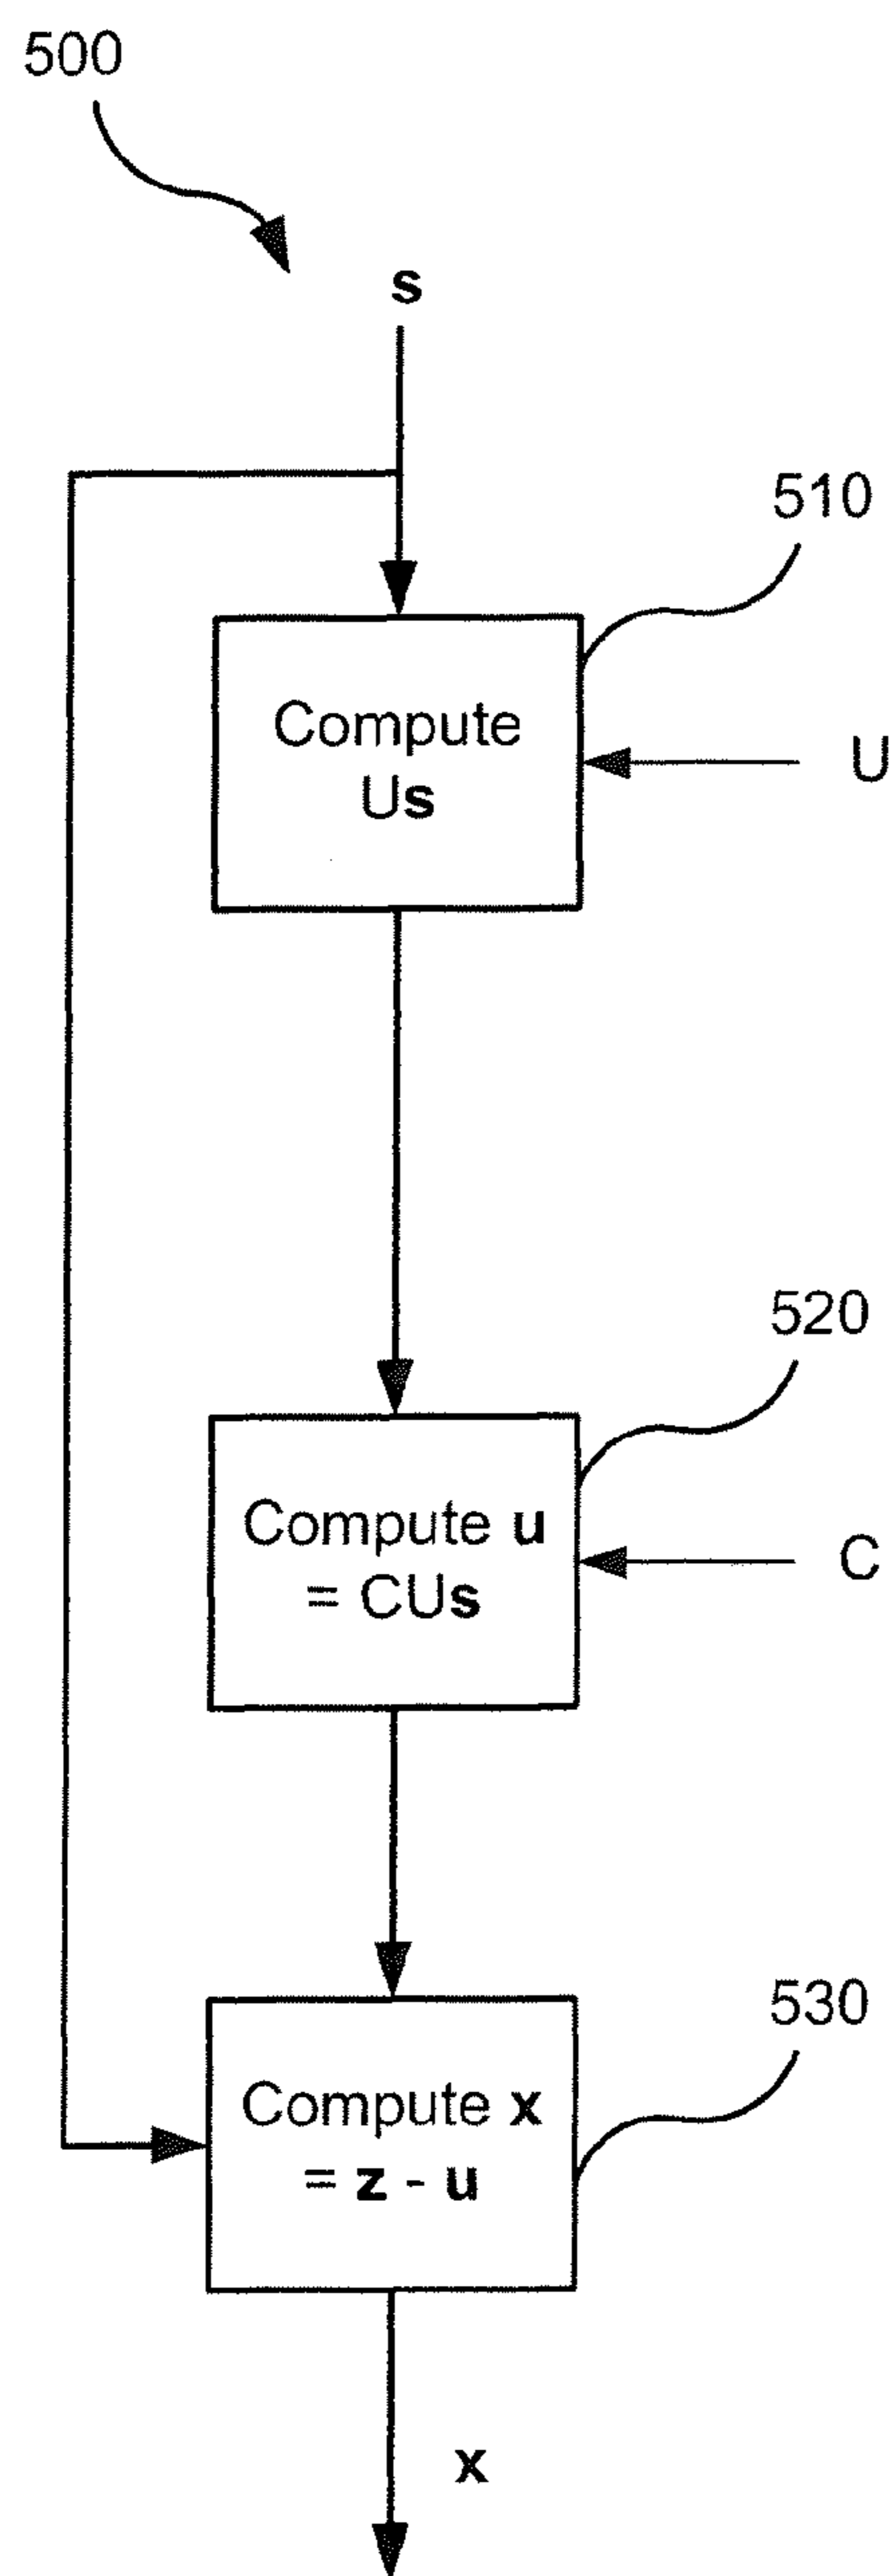 500
s
510
Compute
Us
U
520
Compute u
= CUs
C
530
Compute x
= z - u
x